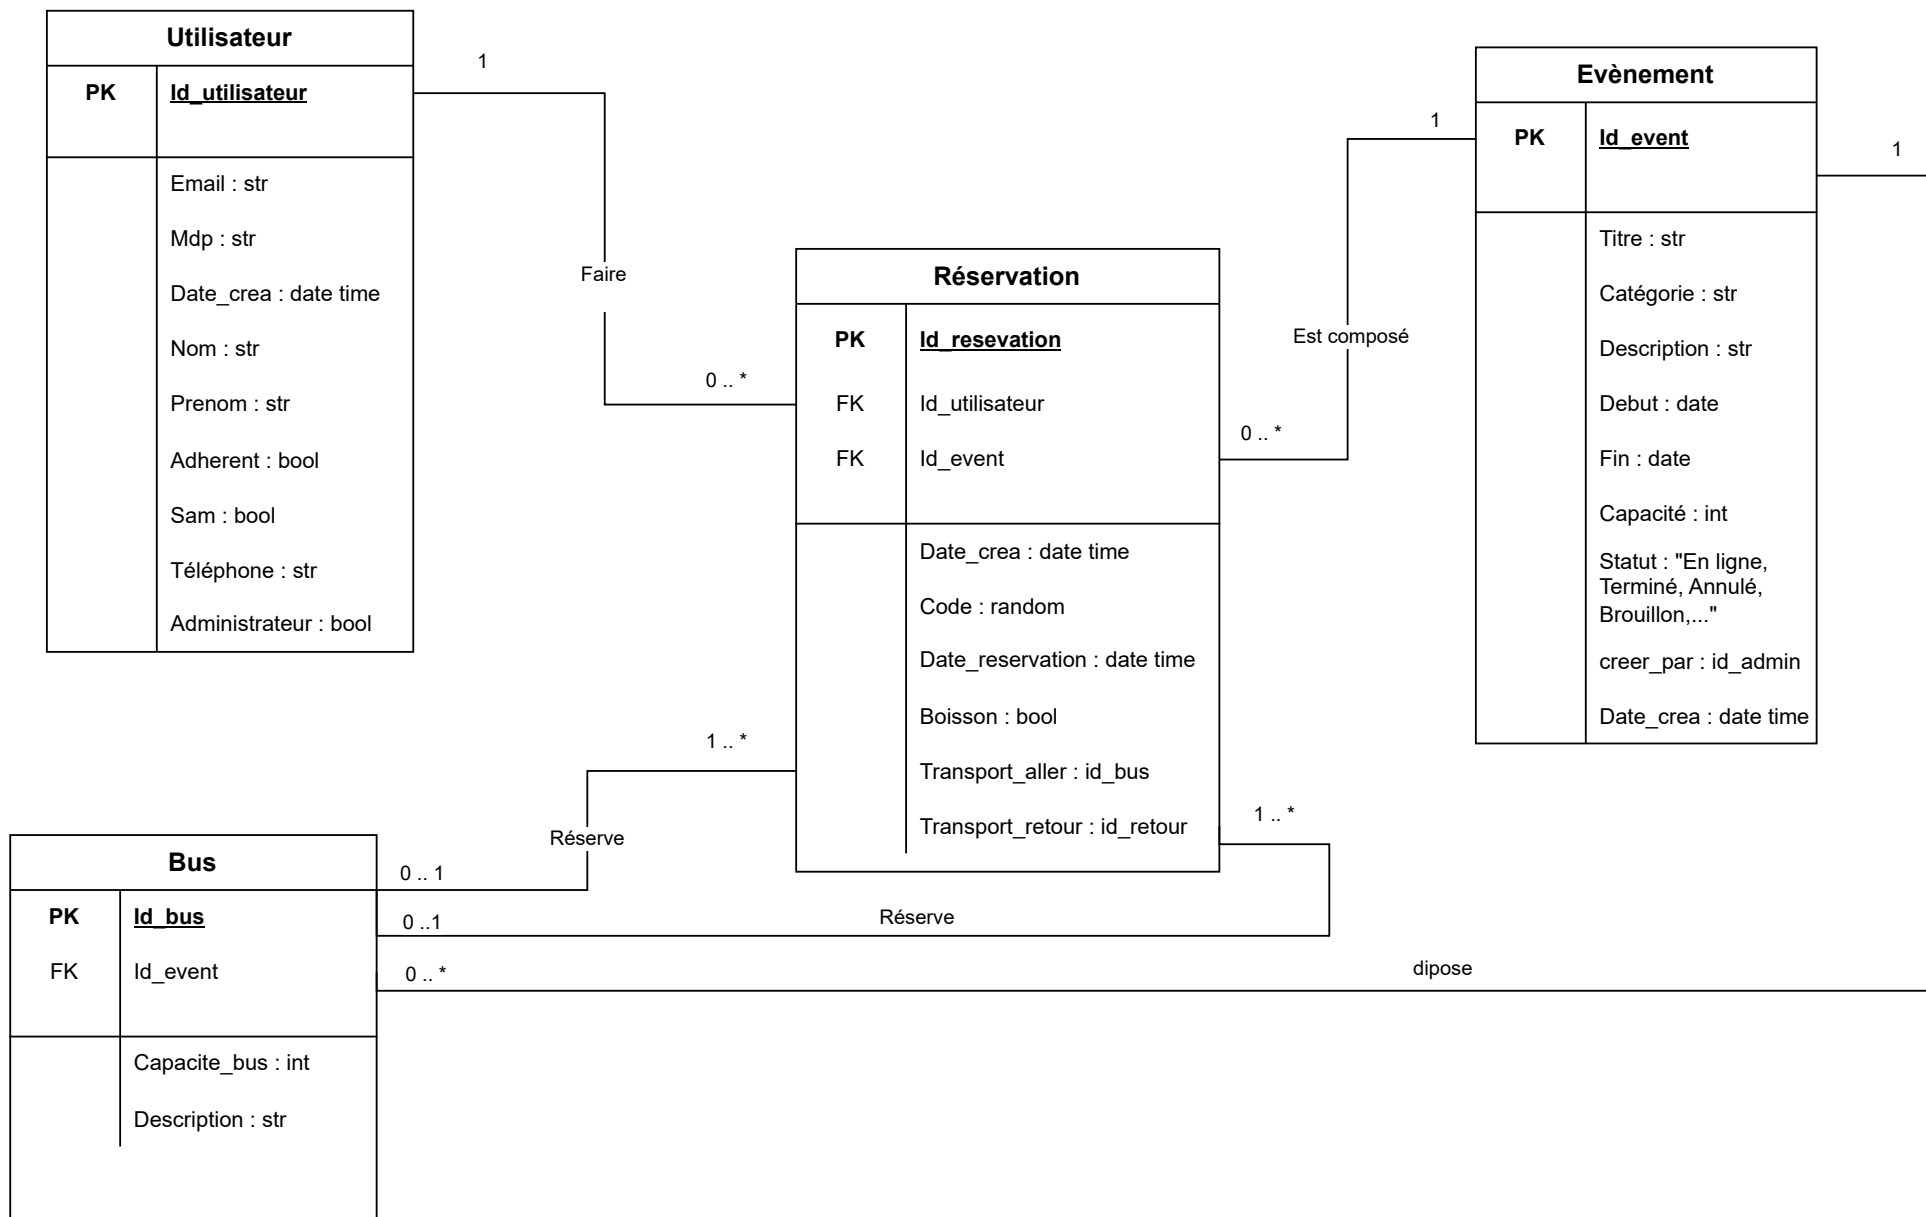 Utilisateur
PK
Id_utilisateur
Email : str
Mdp : str
Date_crea : date time
Nom : str
Prenom : str
Adherent : bool
Sam : bool
Téléphone : str
Administrateur : bool
1
Faire
0 .. *
Réservation
PK
Id_resevation
FK
Id_utilisateur
FK
Id_event
Date_crea : date time
Code : random
Date_reservation : date time
Boisson : bool
Transport_aller : id_bus
Transport_retour : id_retour
1
Est composé
0 .. *
Evènement
PK
Id_event
Titre : str
Catégorie : str
Description : str
Debut : date
Fin : date
Capacité : int
Statut : "En ligne,
Terminé, Annulé,
Brouillon,..."
creer_par : id_admin
Date_crea : date time
1
1 .. *
Réserve
0 .. 1
1 .. *
Réserve
0 ..1
dipose
0 .. *
Bus
PK
Id_bus
FK
Id_event
Capacite_bus : int
Description : str